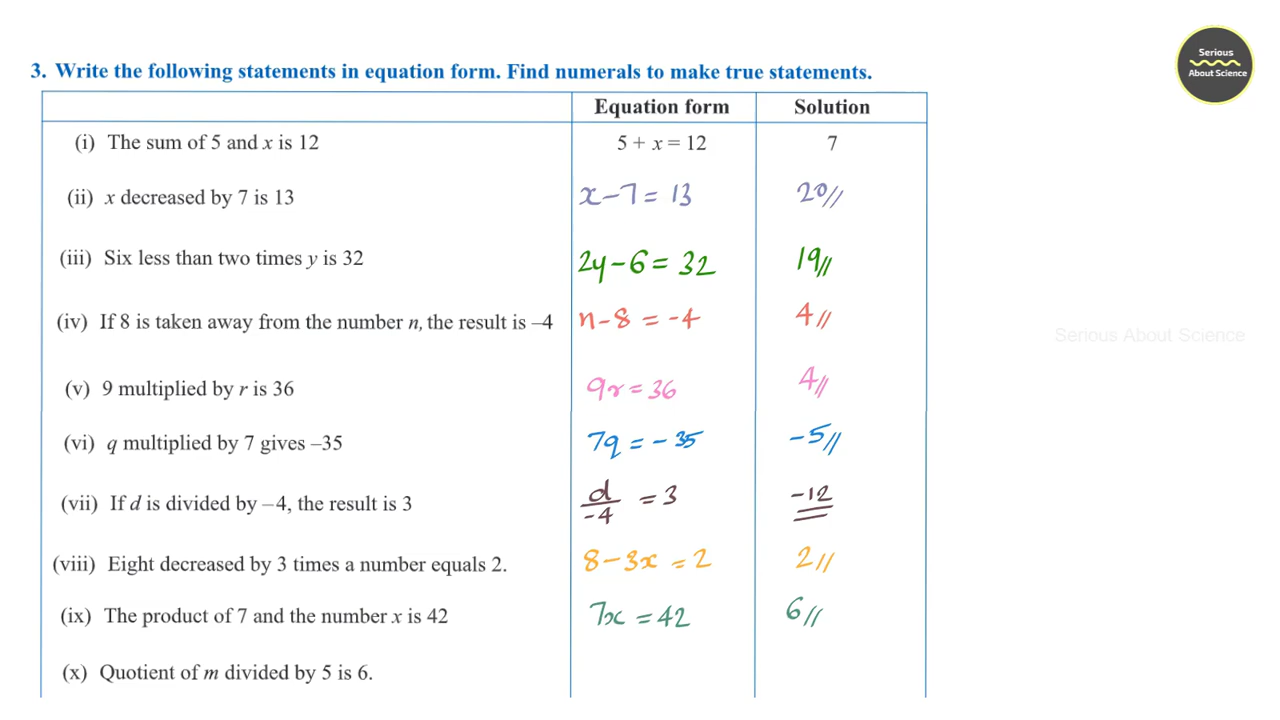 Serious
About Science
3. Write the following statements in equation form. Find numerals to make true statements.
Equation form Solution
(i) The sum of 5 and x is 12 5 + x = 12 7
(ii) x decreased by 7 is 13 x - 7 = 13 20//
(iii) Six less than two times y is 32 2y - 6 = 32 19//
(iv) If 8 is taken away from the number n, the result is –4 n - 8 = -4 4//
(v) 9 multiplied by r is 36 9r = 36 4//
Serious About Science
(vi) q multiplied by 7 gives –35 7q = -35 -5//
(vii) If d is divided by –4, the result is 3 d/-4 = 3 -12
(viii) Eight decreased by 3 times a number equals 2. 8 - 3x = 2 2//
(ix) The product of 7 and the number x is 42 7x = 42 6//
(x) Quotient of m divided by 5 is 6.